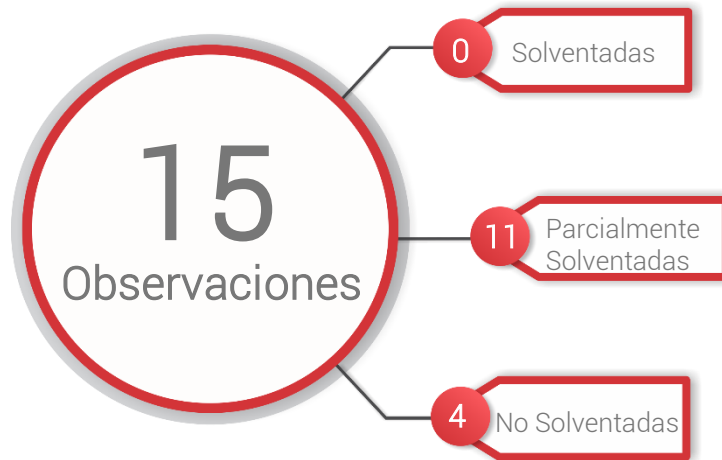 15
Observaciones
0
Solventadas
11
Parcialmente
Solventadas
4
No Solventadas